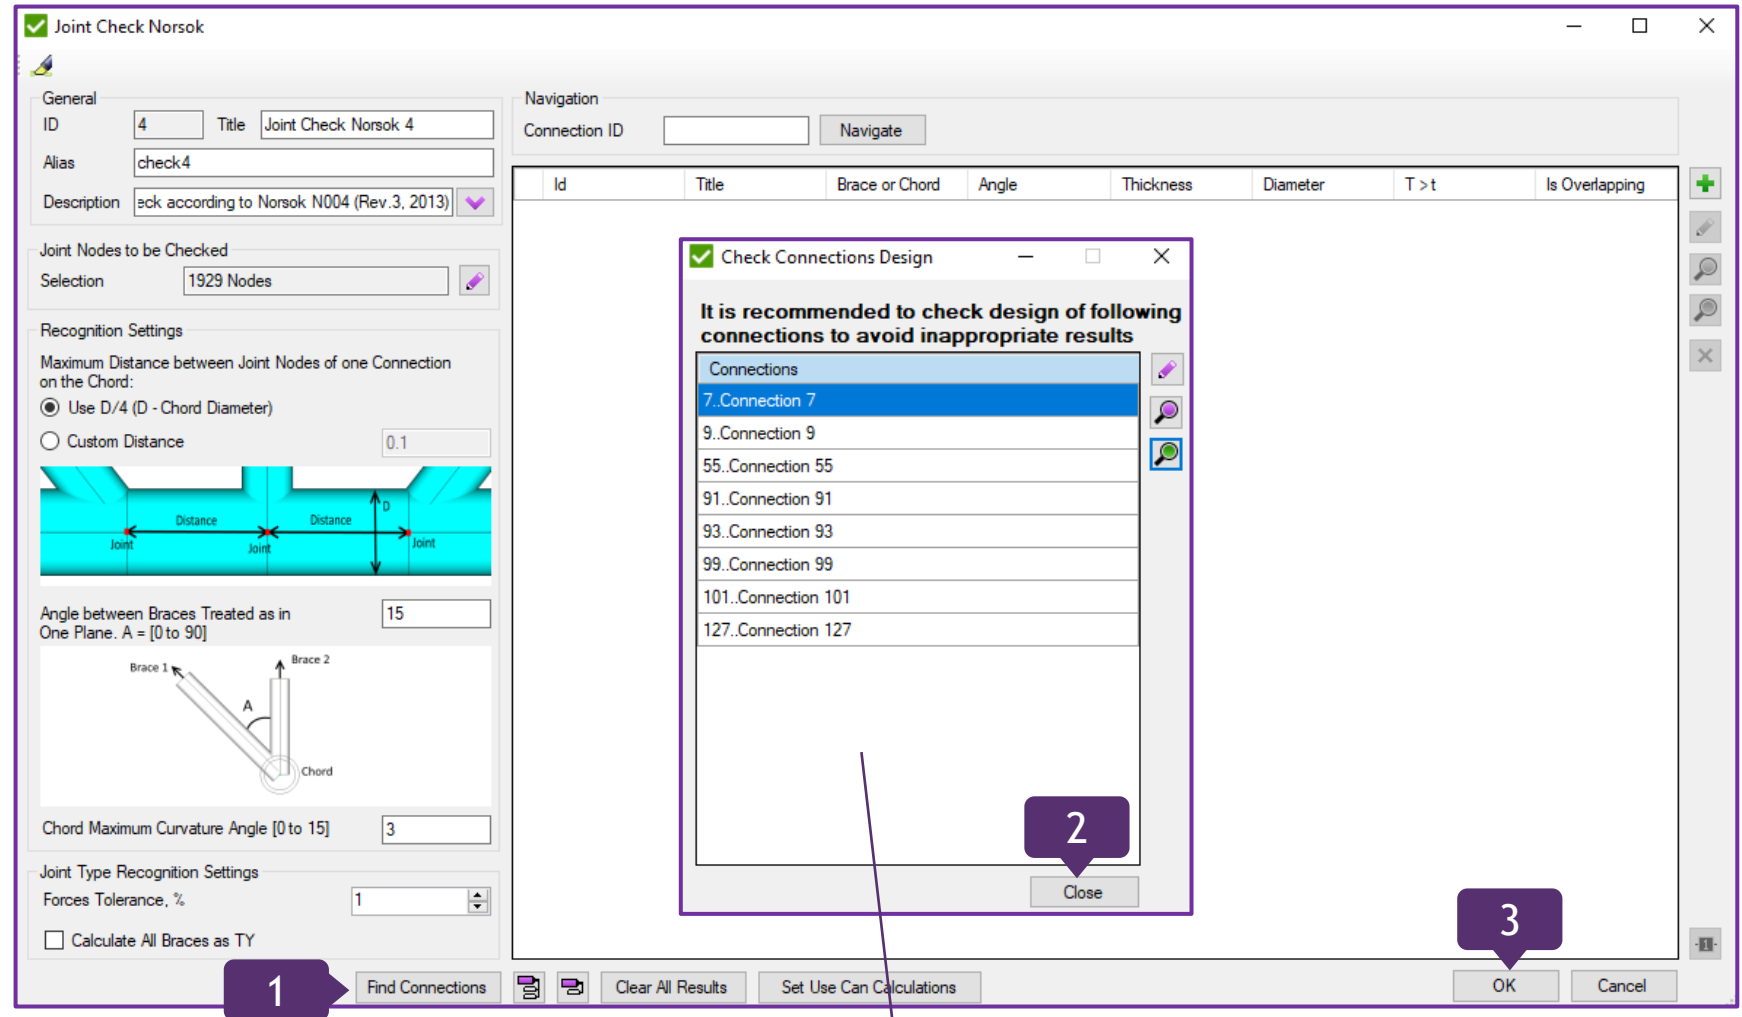 Joint Check Norsok
General
ID 4 Title Joint Check Norsok 4
Alias check4
Description eck according to Norsok N004 (Rev.3, 2013)
Joint Nodes to be Checked
Selection 1929 Nodes
Recognition Settings
Maximum Distance between Joint Nodes of one Connection
on the Chord:
Use D/4 (D - Chord Diameter)
Custom Distance 0.1
D
Distance Distance
Joint Joint Joint
Angle between Braces Treated as in
One Plane. A = [0 to 90] 15
Brace 1 Brace 2
A
Chord
Chord Maximum Curvature Angle [0 to 15] 3
Joint Type Recognition Settings
Forces Tolerance, % 1
Calculate All Braces as TY
Navigation
Connection ID Navigate
Id Title Brace or Chord Angle Thickness Diameter T > t Is Overlapping
Check Connections Design
It is recommended to check design of following
connections to avoid inappropriate results
Connections
7..Connection 7
9..Connection 9
55..Connection 55
91..Connection 91
93..Connection 93
99..Connection 99
101..Connection 101
127..Connection 127
2
Close
3
1
1 Find Connections Clear All Results Set Use Can Calculations OK Cancel